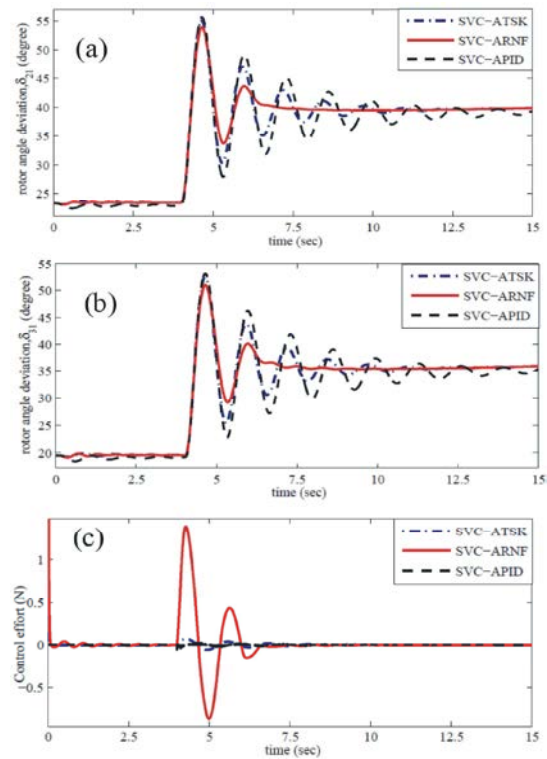 (a)
SVC-ATSK
SVC-ARNF
SVC-APID
rotor angle deviation,δ21 (degree)
55
50
45
40
35
30
25
0
2.5
5
7.5
10
12.5
15
time (sec)
(b)
SVC-ATSK
SVC-ARNF
SVC-APID
rotor angle deviation,δ31 (degree)
55
50
45
40
35
30
25
20
0
2.5
5
7.5
10
12.5
15
time (sec)
(c)
SVC-ATSK
SVC-ARNF
SVC-APID
Control effort (N)
1
0.5
0
-0.5
-1
0
2.5
5
7.5
10
12.5
15
time (sec)